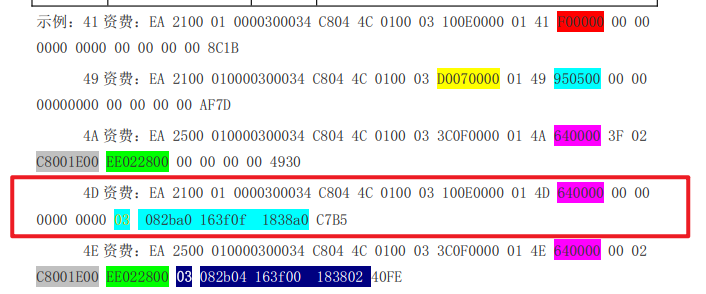 示例：41 资费：EA 2100 01 0000300034 C804 4C 0100 03 100E0000 01 41 F00000 00 00
0000 0000 00 00 00 00 8C1B
49 资费：EA 2100 010000300034 C804 4C 0100 03 D0070000 01 49 950500 00 00
00000000 00 00 00 00 AF7D
4A 资费：EA 2500 010000300034 C804 4C 0100 03 3C0F0000 01 4A 640000 3F 02
C8001E00 EE022800 00 00 00 00 4930
4D 资费：EA 2100 01 0000300034 C804 4C 0100 03 100E0000 01 4D 640000 00 00
0000 0000 03 082ba0 163f0f 1838a0 C7B5
4E 资费：EA 2500 010000300034 C804 4C 0100 03 3C0F0000 01 4E 640000 00 02
C8001E00 EE022800 03 082b04 163f00 183802 40FE